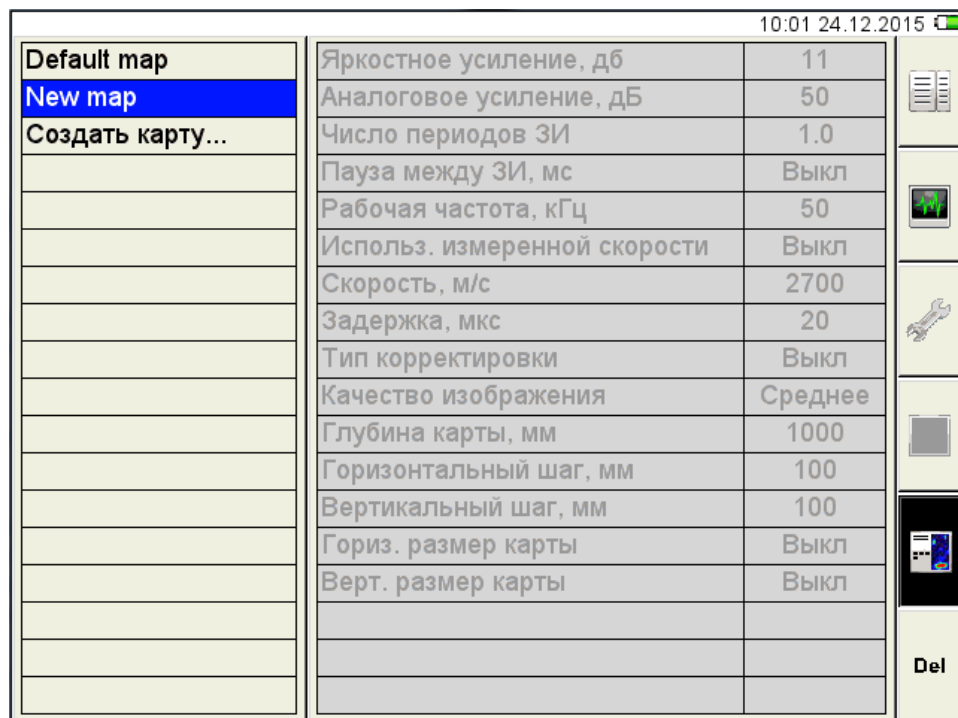 10:01 24.12.2015
Default map
New map
Создать карту...
Яркостное усиление, дб 11
Аналоговое усиление, дБ 50
Число периодов ЗИ 1.0
Пауза между ЗИ, мс Выкл
Рабочая частота, кГц 50
Использ. измеренной скорости Выкл
Скорость, м/с 2700
Задержка, мкс 20
Тип корректировки Выкл
Качество изображения Среднее
Глубина карты, мм 1000
Горизонтальный шаг, мм 100
Вертикальный шаг, мм 100
Гориз. размер карты Выкл
Верт. размер карты Выкл
Del